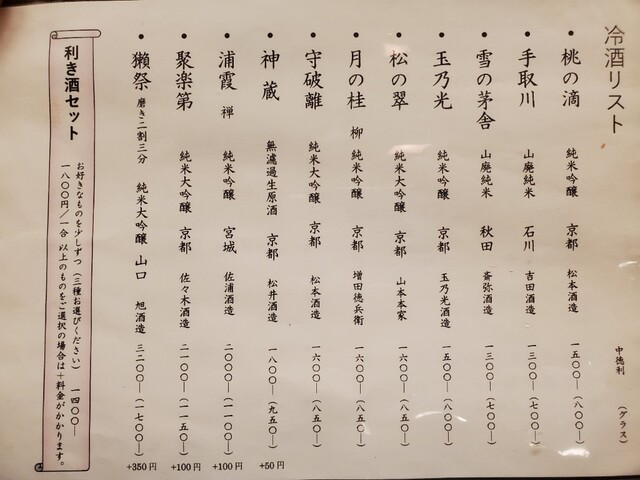 冷酒リスト
中徳利 (グラス)
• 桃の滴 純米吟醸 京都 松本酒造 一五〇〇― (八〇〇―)
• 手取川 山廃純米 石川 吉田酒造 一三〇〇― (七〇〇―)
• 雪の茅舎 山廃純米 秋田 斎弥酒造 一三〇〇― (七〇〇―)
• 玉乃光 純米吟醸 京都 玉乃光酒造 一五〇〇― (八〇〇―)
• 松の翠 純米大吟醸 京都 山本本家 一六〇〇― (八五〇―)
• 月の桂 柳 純米吟醸 京都 増田徳兵衛 一六〇〇― (八五〇―)
• 守破離 純米大吟醸 京都 松本酒造 一六〇〇― (八五〇―)
• 神蔵 無濾過生原酒 京都 松井酒造 一八〇〇― (九五〇―) +50円
• 浦霞 禅 純米吟醸 宮城 佐浦酒造 二〇〇〇― (一一〇〇―) +100円
• 聚楽第 純米大吟醸 京都 佐々木酒造 二一〇〇― (一一五〇―) +100円
• 獺祭 磨き二割三分 純米大吟醸 山口 旭酒造 三二〇〇― (一七〇〇―) +350円
利き酒セット
お好きなものを少しずつ (三種お選びください) 一四〇〇―
一八〇〇円/一合 以上のものをご選択の場合は+料金がかかります。